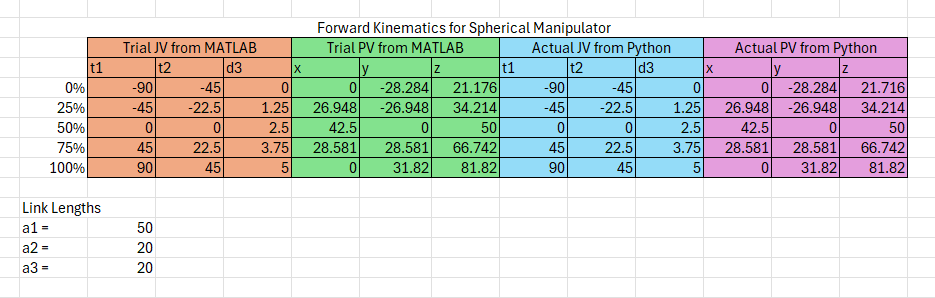 Forward Kinematics for Spherical Manipulator
Trial JV from MATLAB Trial PV from MATLAB Actual JV from Python Actual PV from Python
t1 t2 d3 x y z t1 t2 d3 x y z
0% -90 -45 0 0 -28.284 21.176 -90 -45 0 0 -28.284 21.716
25% -45 -22.5 1.25 26.948 -26.948 34.214 -45 -22.5 1.25 26.948 -26.948 34.214
50% 0 0 2.5 42.5 0 50 0 0 2.5 42.5 0 50
75% 45 22.5 3.75 28.581 28.581 66.742 45 22.5 3.75 28.581 28.581 66.742
100% 90 45 5 0 31.82 81.82 90 45 5 0 31.82 81.82
Link Lengths
a1 = 50
a2 = 20
a3 = 20